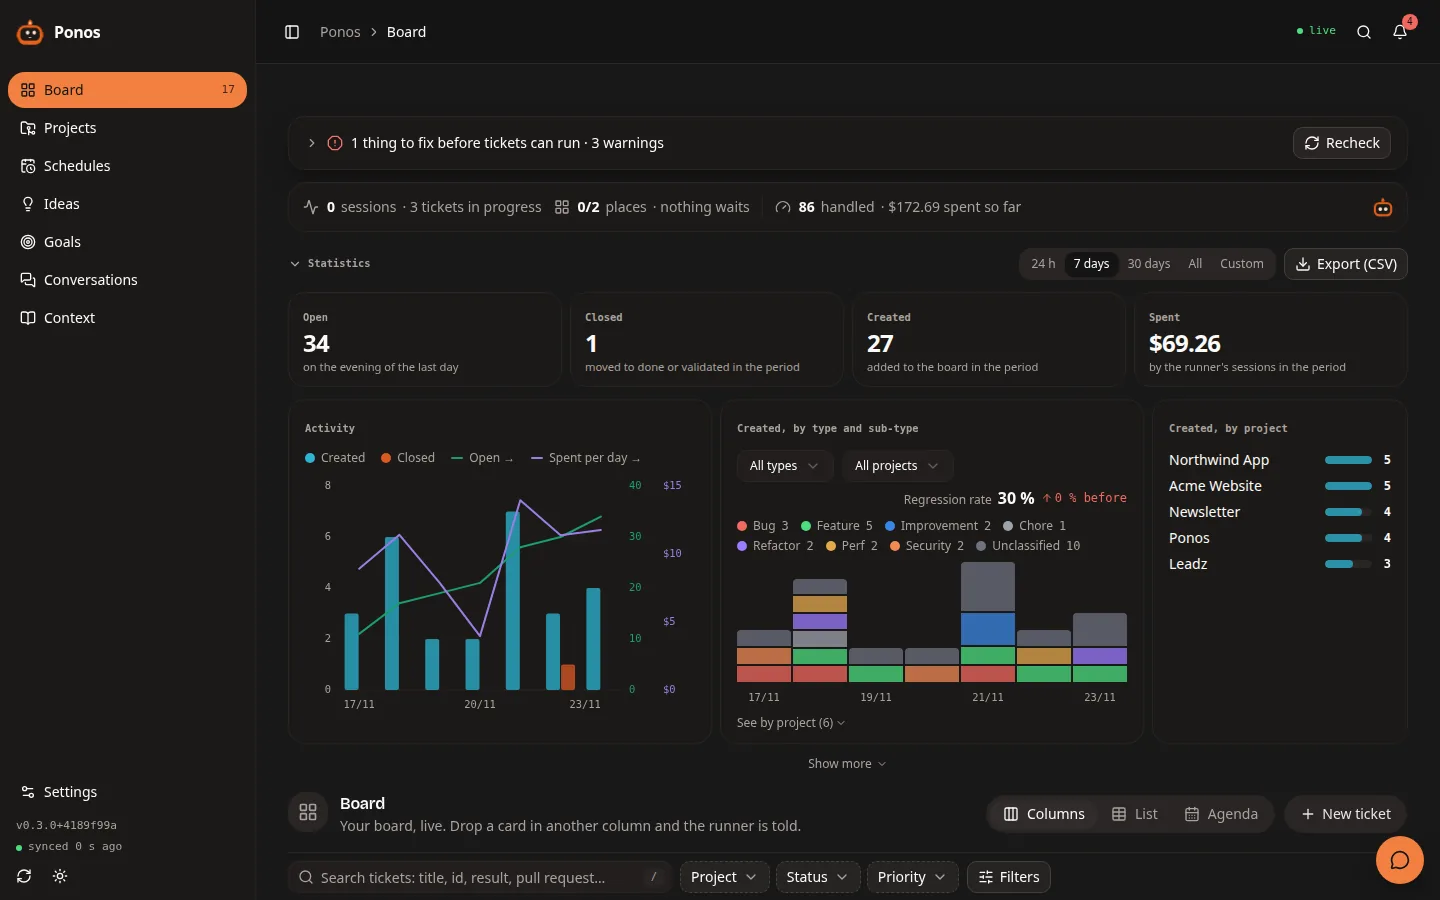 Ponos
Board 17
Projects
Schedules
Ideas
Goals
Conversations
Context
Settings
v0.3.0+4189f99a
synced 0 s ago
Ponos > Board
live
4
1 thing to fix before tickets can run · 3 warnings
Recheck
0 sessions · 3 tickets in progress
0/2 places · nothing waits
86 handled · $172.69 spent so far
Statistics
24 h 7 days 30 days All Custom
Export (CSV)
Open
34
on the evening of the last day
Closed
1
moved to done or validated in the period
Created
27
added to the board in the period
Spent
$69.26
by the runner's sessions in the period
Activity
Created Closed Open → Spent per day →
8 40 $15
6 30 $10
4 20
2 10 $5
0 0 $0
17/11 20/11 23/11
Created, by type and sub-type
All types All projects
Regression rate 30 % ↑ 0 % before
Bug 3 Feature 5 Improvement 2 Chore 1
Refactor 2 Perf 2 Security 2 Unclassified 10
17/11 19/11 21/11 23/11
See by project (6)
Created, by project
Northwind App 5
Acme Website 5
Newsletter 4
Ponos 4
Leadz 3
Show more
Board
Your board, live. Drop a card in another column and the runner is told.
Columns List Agenda
New ticket
Search tickets: title, id, result, pull request... /
Project Status Priority Filters